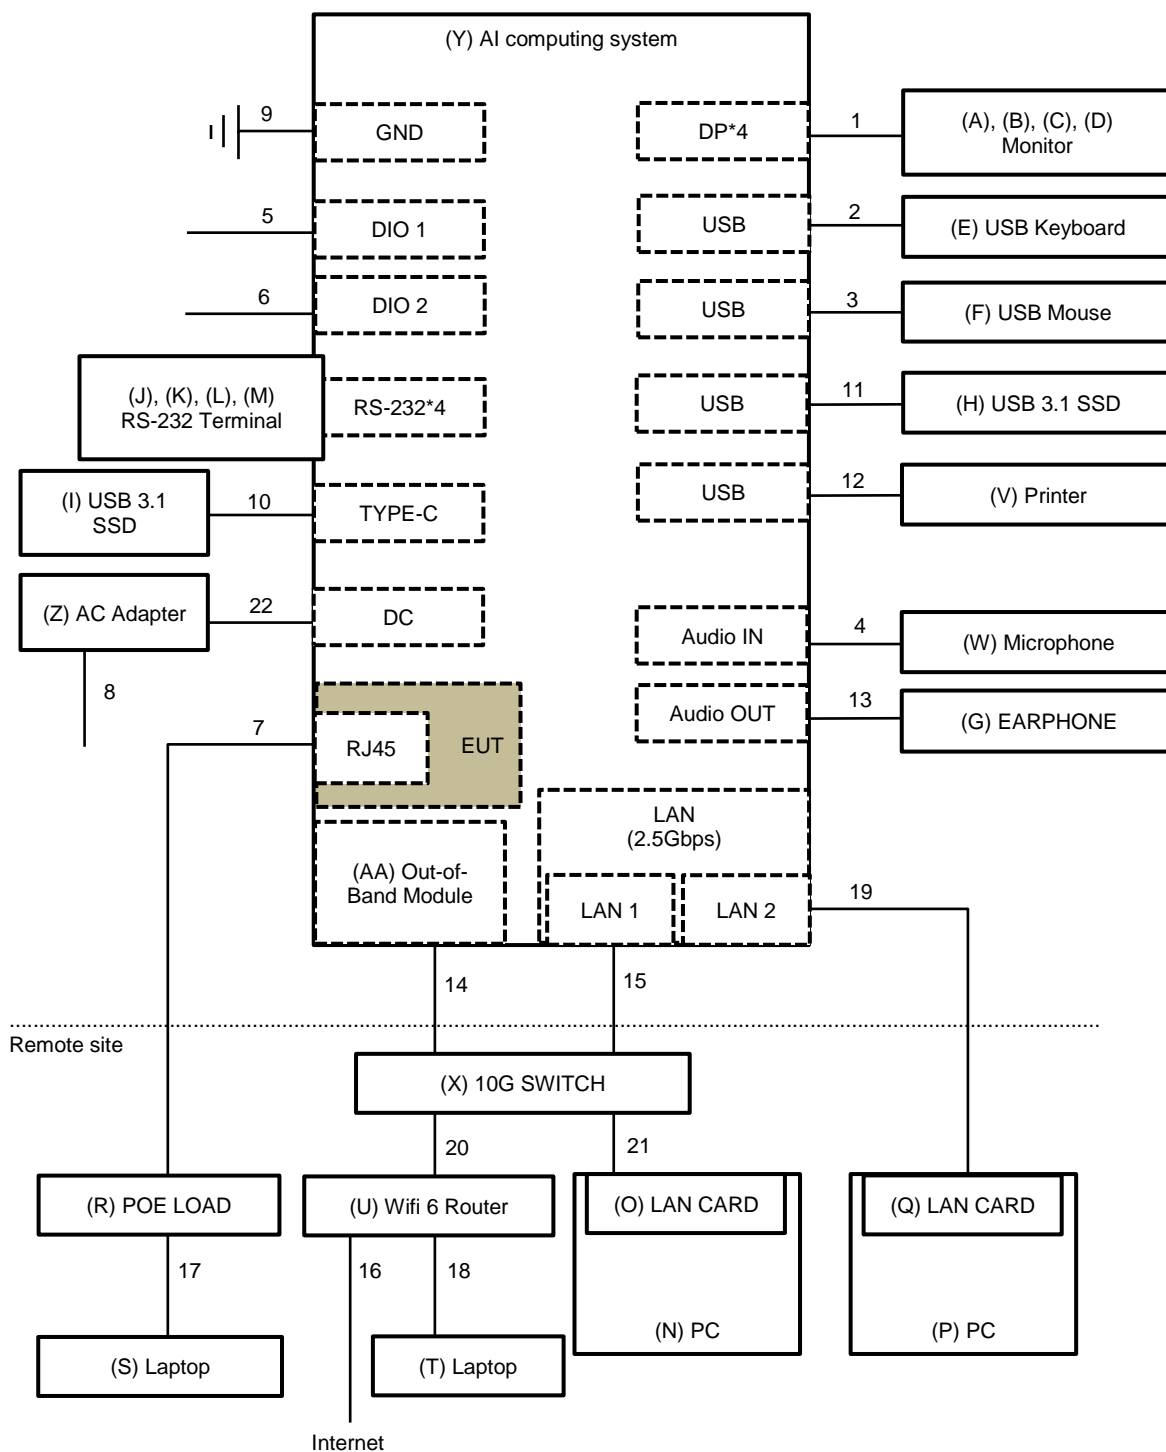 (Y) AI computing system
9
GND
DP*4
1
(A), (B), (C), (D)
Monitor
5
DIO 1
USB
2
(E) USB Keyboard
6
DIO 2
USB
3
(F) USB Mouse
(J), (K), (L), (M)
RS-232 Terminal
RS-232*4
USB
11
(H) USB 3.1 SSD
(I) USB 3.1
SSD
10
TYPE-C
USB
12
(V) Printer
(Z) AC Adapter
22
DC
8
Audio IN
4
(W) Microphone
Audio OUT
13
(G) EARPHONE
7
RJ45
EUT
LAN
(2.5Gbps)
(AA) Out-of-
Band Module
LAN 1
LAN 2
19
14
15
Remote site
(X) 10G SWITCH
20
21
(R) POE LOAD
(U) Wifi 6 Router
(O) LAN CARD
(Q) LAN CARD
17
16
18
(N) PC
(P) PC
(S) Laptop
(T) Laptop
Internet